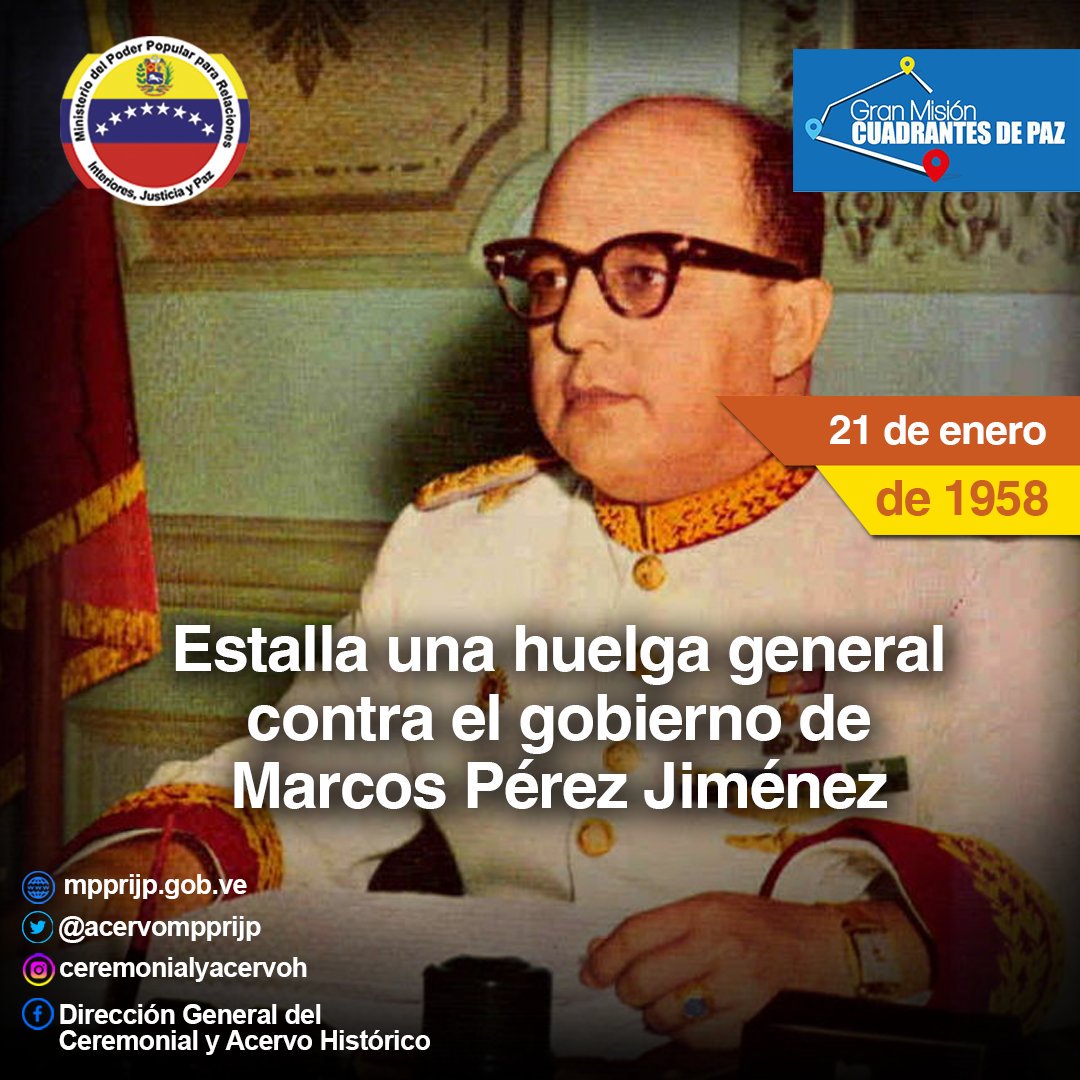 Ministerio del Poder Popular para Relaciones
Interiores, Justicia y Paz
Gran Misión
CUADRANTES DE PAZ
21 de enero
de 1958
Estalla una huelga general
contra el gobierno de
Marcos Pérez Jiménez
mpprijp.gob.ve
@acervompprijp
ceremonialyacervoh
Dirección General del
Ceremonial y Acervo Histórico